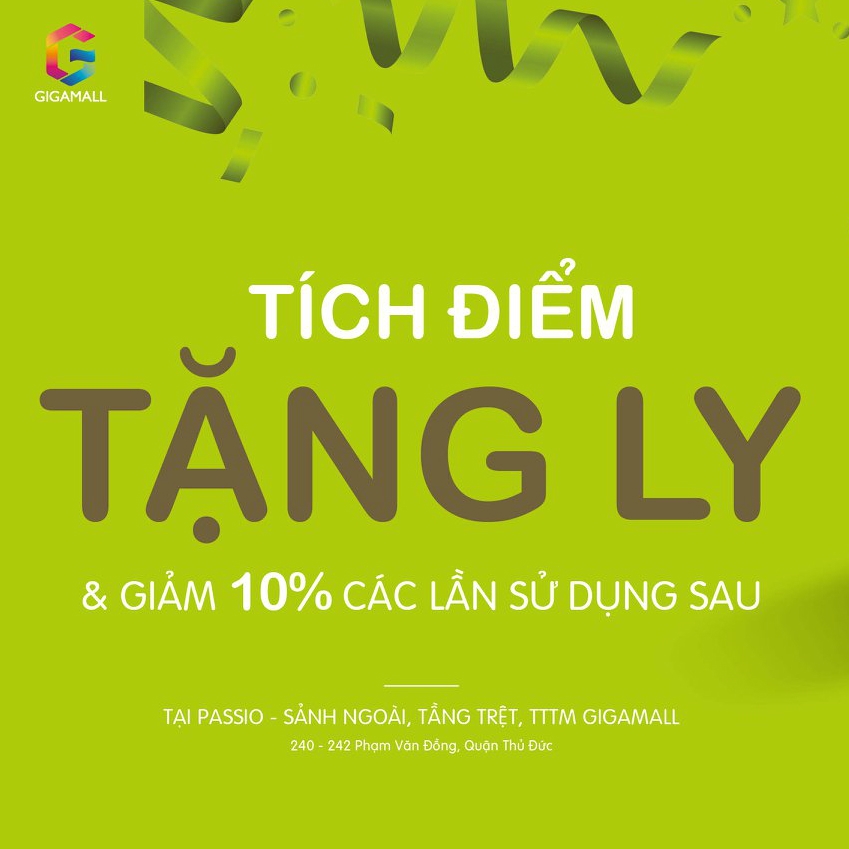 GIGAMALL
TÍCH ĐIỂM
TẶNG LY
& GIẢM 10% CÁC LẦN SỬ DỤNG SAU
TẠI PASSIO - SẢNH NGOÀI, TẦNG TRỆT, TTTM GIGAMALL
240 - 242 Phạm Văn Đồng, Quận Thủ Đức